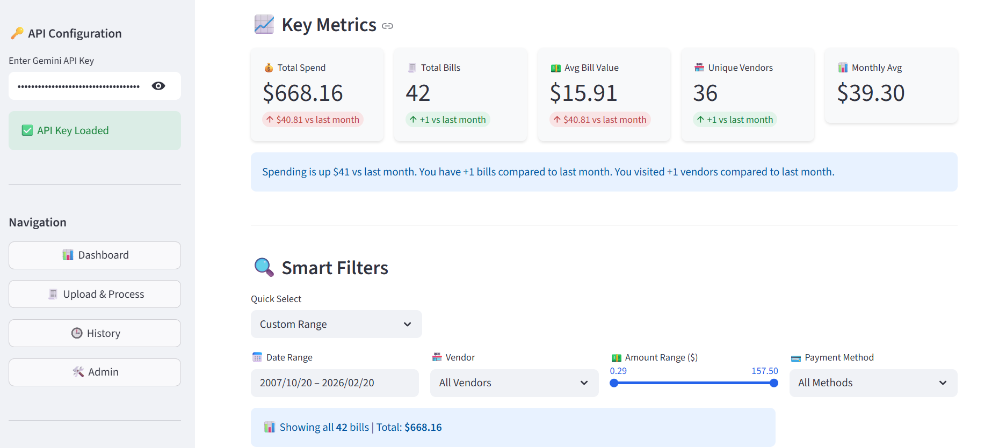 API Configuration
Enter Gemini API Key
••••••••••••••••••••••••••••••••••••
API Key Loaded
Navigation
Dashboard
Upload & Process
History
Admin
Key Metrics
Total Spend
$668.16
↑ $40.81 vs last month
Total Bills
42
↑ +1 vs last month
Avg Bill Value
$15.91
↑ $40.81 vs last month
Unique Vendors
36
↑ +1 vs last month
Monthly Avg
$39.30
Spending is up $41 vs last month. You have +1 bills compared to last month. You visited +1 vendors compared to last month.
Smart Filters
Quick Select
Custom Range
Date Range
2007/10/20 – 2026/02/20
Vendor
All Vendors
Amount Range ($)
0.29 157.50
Payment Method
All Methods
Showing all 42 bills | Total: $668.16